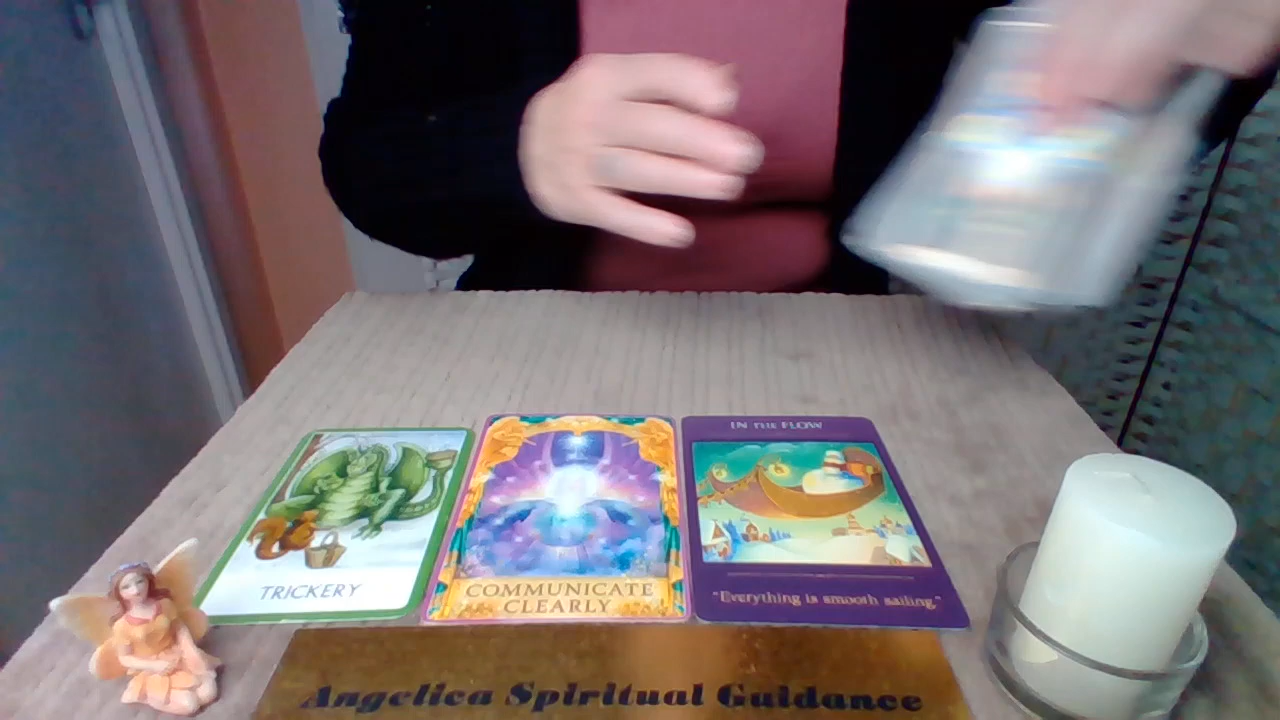 TRICKERY
COMMUNICATE
CLEARLY
IN THE FLOW
"Everything is smooth sailing."
Angelica Spiritual Guidance